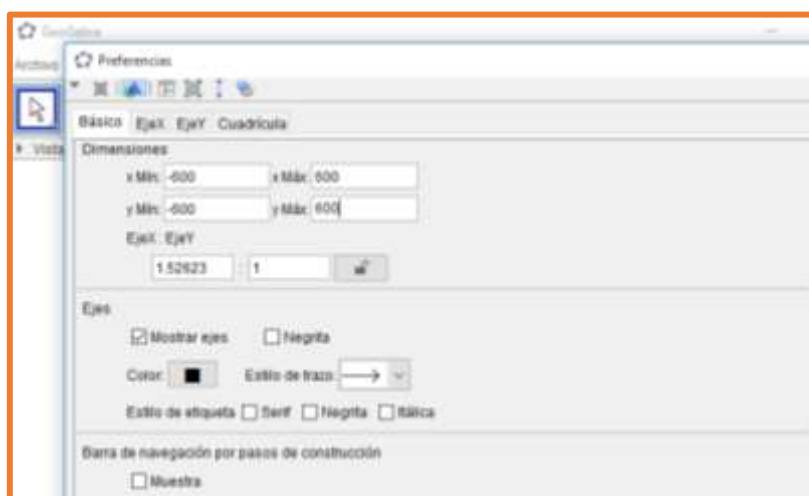 GeoGebra
Archivo Preferencias
Básico EjeX EjeY Cuadrícula
Vista Dimensiones
x Mín: -600 x Máx: 600
y Mín: -600 y Máx: 600
EjeX : EjeY
1.52623 : 1
Ejes
Mostrar ejes Negrita
Color: Estilo de trazo:
Estilo de etiqueta Serif Negrita Itálica
Barra de navegación por pasos de construcción
Muestra